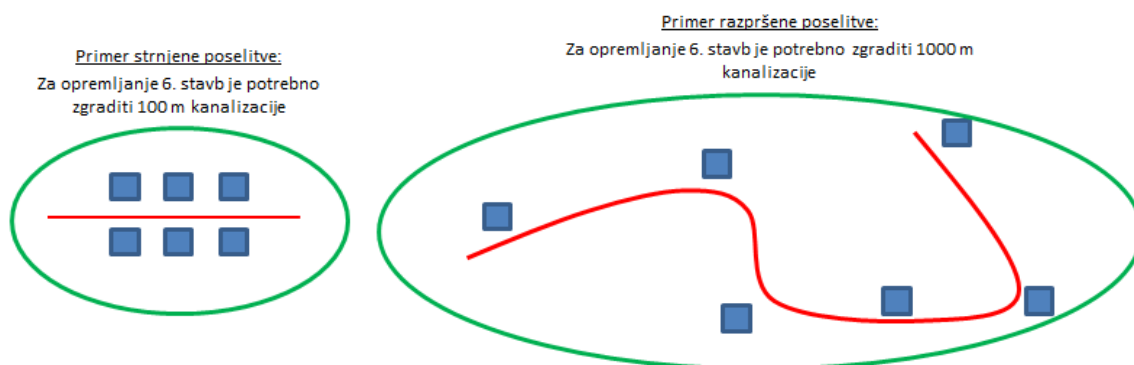 Primer strnjene poselitve:
Za opremljanje 6. stavb je potrebno
zgraditi 100 m kanalizacije
Primer razpršene poselitve:
Za opremljanje 6. stavb je potrebno zgraditi 1000 m
kanalizacije